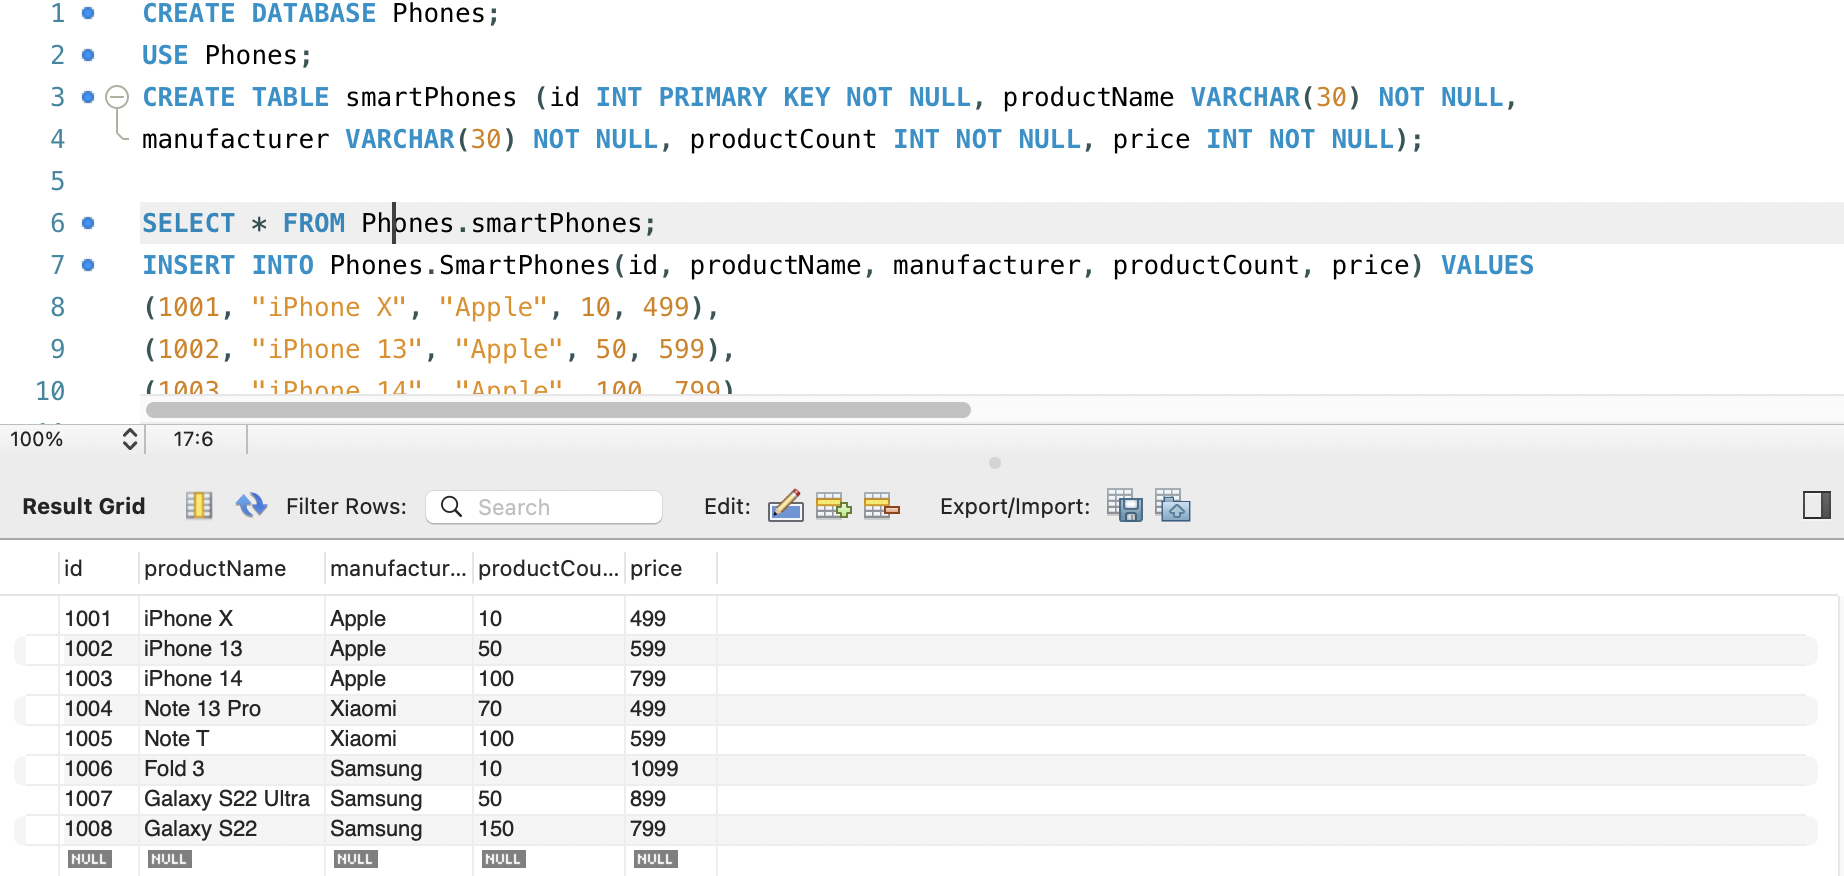 1 CREATE DATABASE Phones;
2 USE Phones;
3 CREATE TABLE smartPhones (id INT PRIMARY KEY NOT NULL, productName VARCHAR(30) NOT NULL,
4 manufacturer VARCHAR(30) NOT NULL, productCount INT NOT NULL, price INT NOT NULL);
5
6 SELECT * FROM Phones.smartPhones;
7 INSERT INTO Phones.SmartPhones(id, productName, manufacturer, productCount, price) VALUES
8 (1001, "iPhone X", "Apple", 10, 499),
9 (1002, "iPhone 13", "Apple", 50, 599),
10 (1003, "iPhone 14", "Apple", 100, 799)
100% 17:6
Result Grid Filter Rows: Search Edit: Export/Import:
id productName manufactur... productCou... price
1001 iPhone X Apple 10 499
1002 iPhone 13 Apple 50 599
1003 iPhone 14 Apple 100 799
1004 Note 13 Pro Xiaomi 70 499
1005 Note T Xiaomi 100 599
1006 Fold 3 Samsung 10 1099
1007 Galaxy S22 Ultra Samsung 50 899
1008 Galaxy S22 Samsung 150 799
NULL NULL NULL NULL NULL